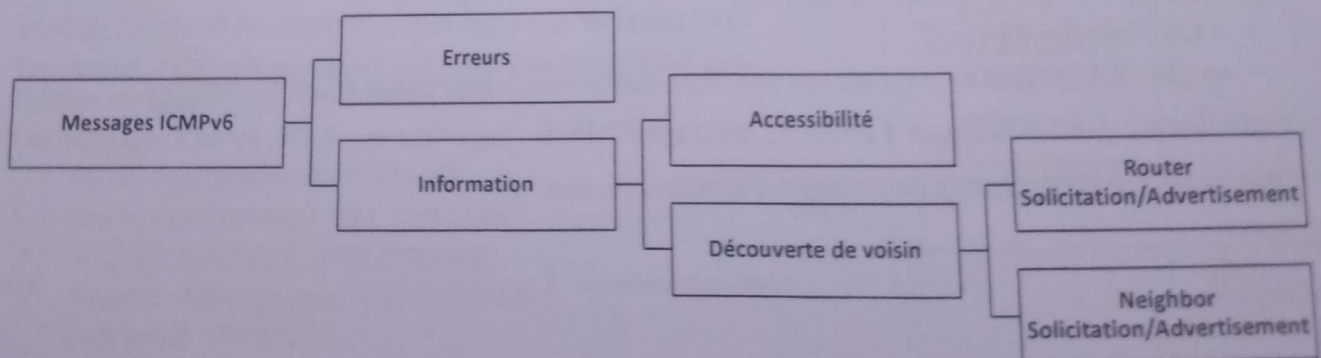 Erreurs
Messages ICMPv6
Accessibilité
Information
Router
Solicitation/Advertisement
Découverte de voisin
Neighbor
Solicitation/Advertisement